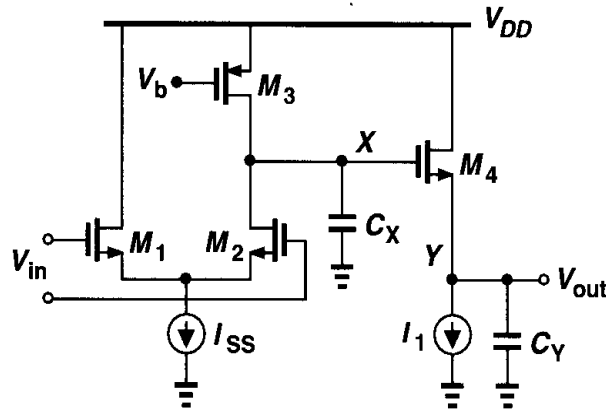 V_DD
V_b
M_3
X
M_4
C_X
V_in
M_1
M_2
Y
V_out
I_SS
I_1
C_Y